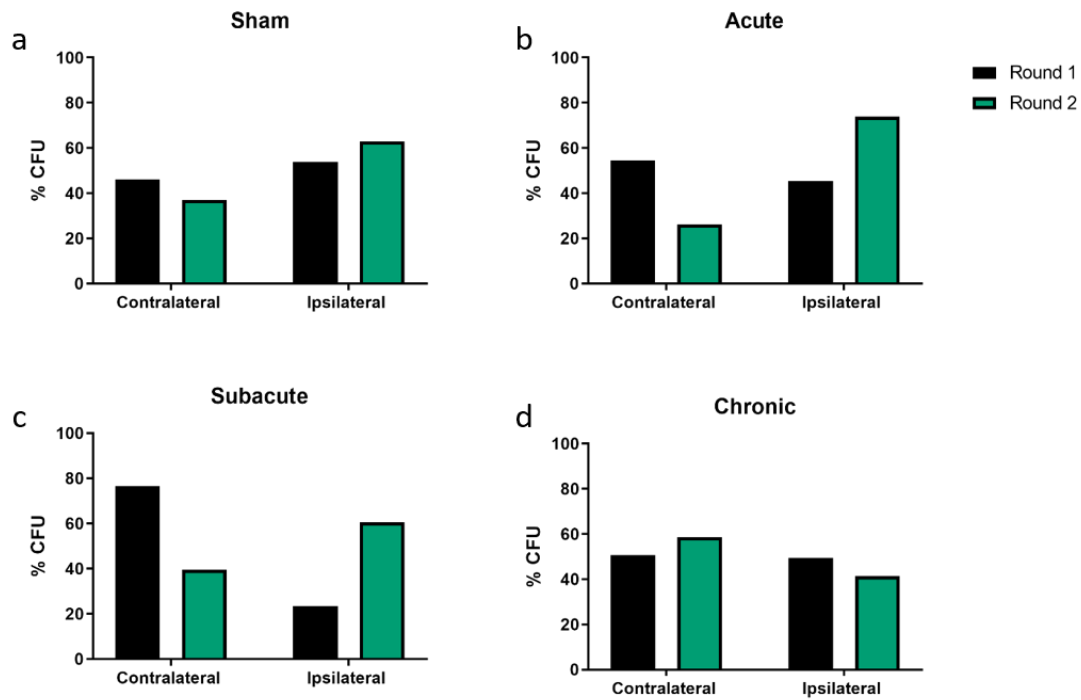 a
Sham
% CFU
100
80
60
40
20
0
Contralateral
Ipsilateral
b
Acute
% CFU
100
80
60
40
20
0
Contralateral
Ipsilateral
Round 1
Round 2
c
Subacute
% CFU
100
80
60
40
20
0
Contralateral
Ipsilateral
d
Chronic
% CFU
100
80
60
40
20
0
Contralateral
Ipsilateral